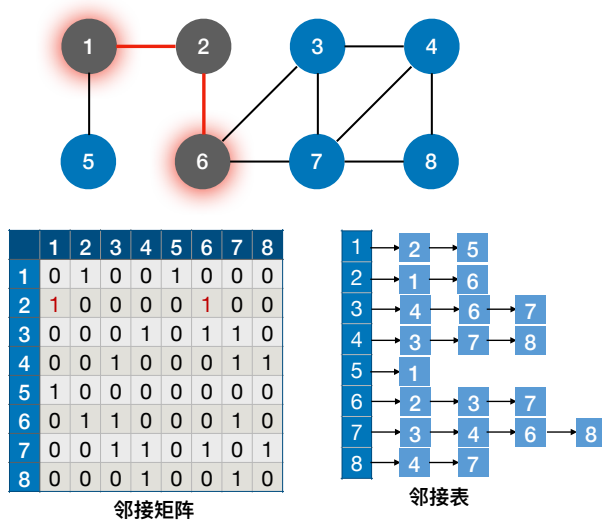 1 2 3 4
5 6 7 8
1 2 3 4 5 6 7 8
1 0 1 0 0 1 0 0 0
2 1 0 0 0 0 1 0 0
3 0 0 0 1 0 1 1 0
4 0 0 1 0 0 0 1 1
5 1 0 0 0 0 0 0 0
6 0 1 1 0 0 0 1 0
7 0 0 1 1 0 1 0 1
8 0 0 0 1 0 0 1 0
邻接矩阵
1 2 5
2 1 6
3 4 6 7
4 3 7 8
5 1
6 2 3 7
7 3 4 6 8
8 4 7
邻接表